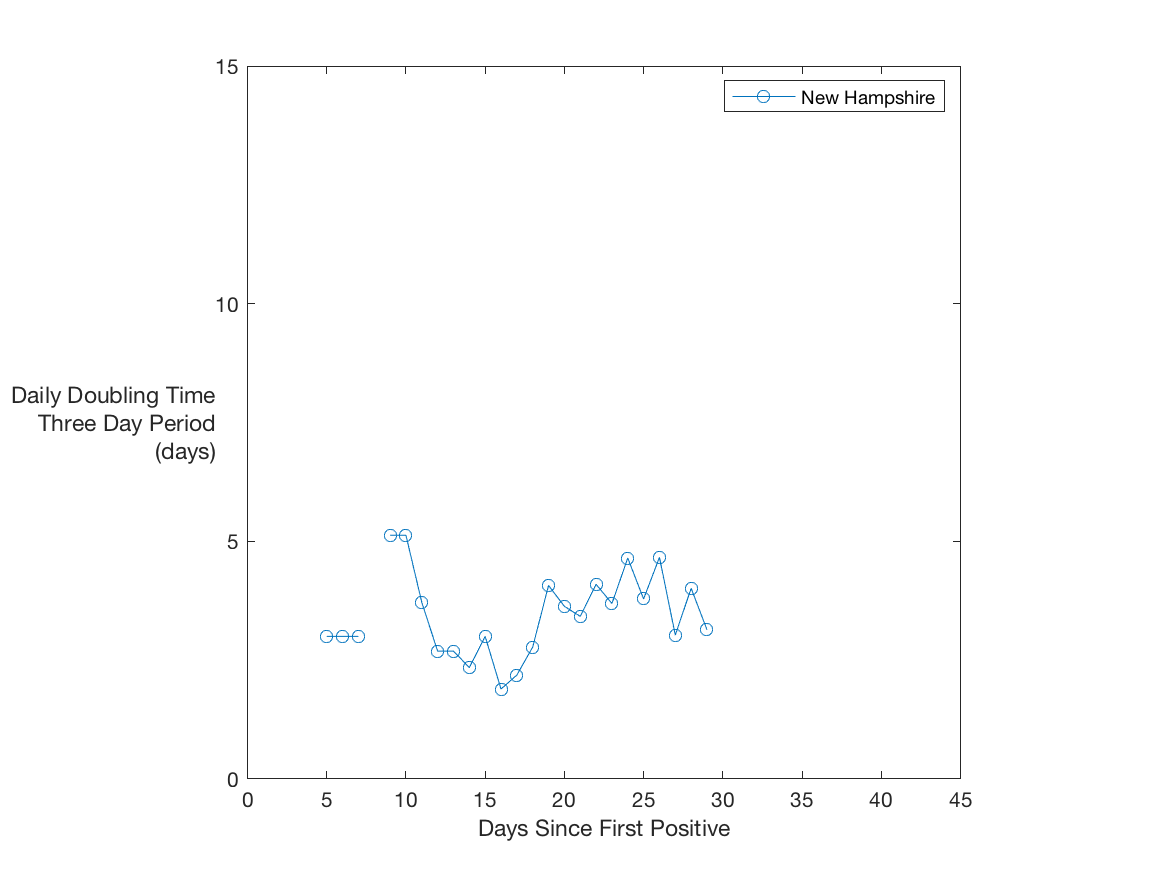 15
New Hampshire
10
Daily Doubling Time
Three Day Period
(days)
5
0
0 5 10 15 20 25 30 35 40 45
Days Since First Positive